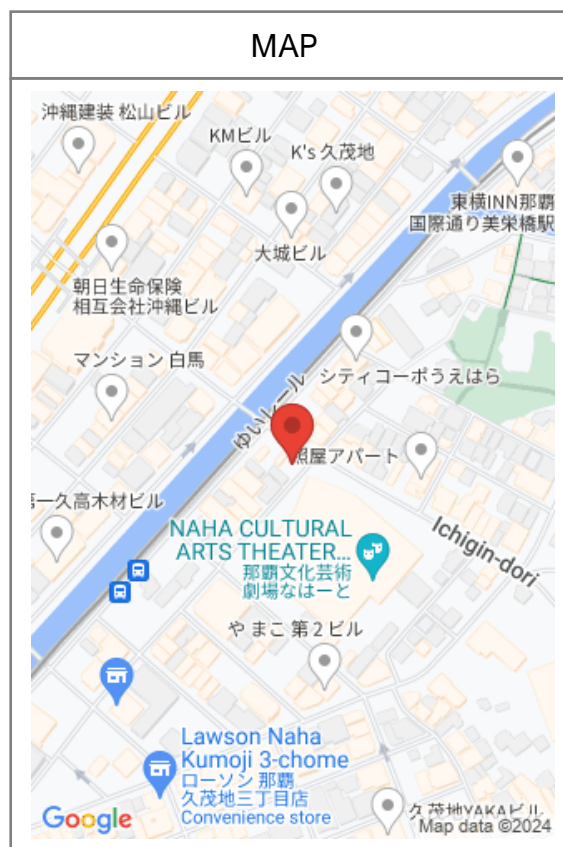 MAP
沖縄建装 松山ビル
KMビル
K's 久茂地
東横INN那覇
国際通り美栄橋駅
大城ビル
朝日生命保険
相互会社沖縄ビル
マンション 白馬
シティコーポうえはら
ゆいレール
照屋アパート
一久高木材ビル
Ichigin-dori
NAHA CULTURAL
ARTS THEATER...
那覇文化芸術
劇場なはーと
やまこ 第2ビル
Lawson Naha
Kumoji 3-chome
ローソン 那覇
久茂地三丁目店
Convenience store
久茂地YAKAビル
Google
Map data ©2024